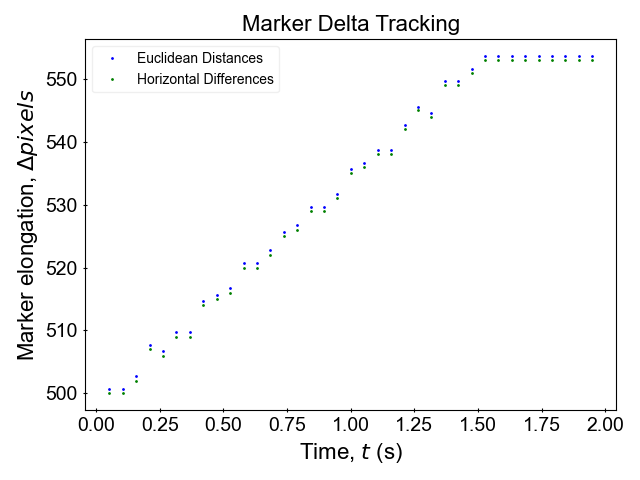 Marker Delta Tracking
Euclidean Distances
Horizontal Differences
Marker elongation, Δpixels
550
540
530
520
510
500
0.00 0.25 0.50 0.75 1.00 1.25 1.50 1.75 2.00
Time, t (s)